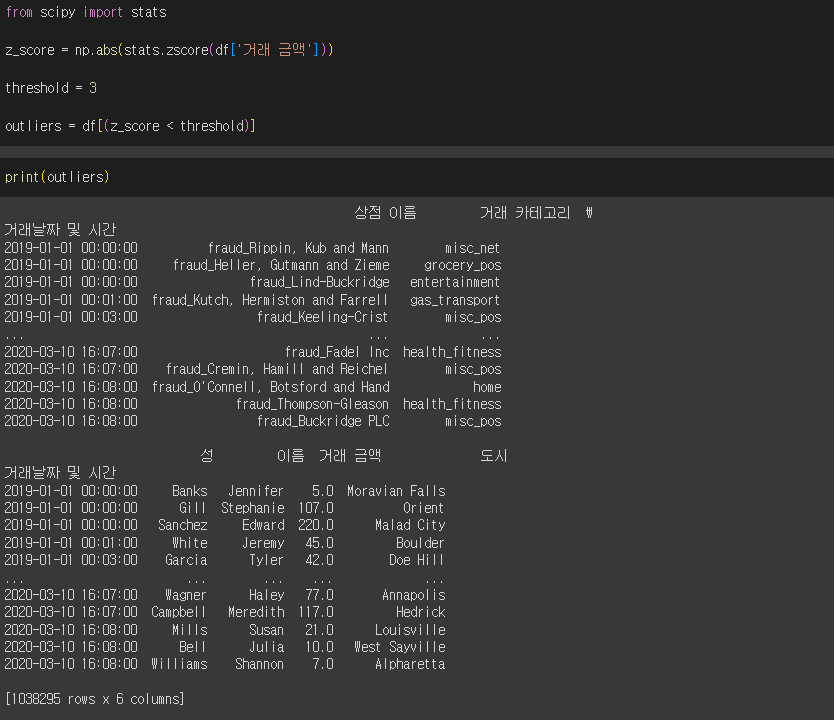 from scipy import stats
z_score = np.abs(stats.zscore(df['거래 금액']))
threshold = 3
outliers = df[(z_score < threshold)]
print(outliers)
상점 이름 거래 카테고리 ₩
거래날짜 및 시간
2019-01-01 00:00:00 fraud_Rippin, Kub and Mann misc_net
2019-01-01 00:00:00 fraud_Heller, Gutmann and Zieme grocery_pos
2019-01-01 00:00:00 fraud_Lind-Buckridge entertainment
2019-01-01 00:01:00 fraud_Kutch, Hermiston and Farrell gas_transport
2019-01-01 00:03:00 fraud_Keeling-Crist misc_pos
... ... ...
2020-03-10 16:07:00 fraud_Fadel Inc health_fitness
2020-03-10 16:07:00 fraud_Cremin, Hamill and Reichel misc_pos
2020-03-10 16:08:00 fraud_O'Connell, Botsford and Hand home
2020-03-10 16:08:00 fraud_Thompson-Gleason health_fitness
2020-03-10 16:08:00 fraud_Buckridge PLC misc_pos
성 이름 거래 금액 도시
거래날짜 및 시간
2019-01-01 00:00:00 Banks Jennifer 5.0 Moravian Falls
2019-01-01 00:00:00 Gill Stephanie 107.0 Orient
2019-01-01 00:00:00 Sanchez Edward 220.0 Malad City
2019-01-01 00:01:00 White Jeremy 45.0 Boulder
2019-01-01 00:03:00 Garcia Tyler 42.0 Doe Hill
... ... ... ... ...
2020-03-10 16:07:00 Wagner Haley 77.0 Annapolis
2020-03-10 16:07:00 Campbell Meredith 117.0 Hedrick
2020-03-10 16:08:00 Mills Susan 21.0 Louisville
2020-03-10 16:08:00 Bell Julia 10.0 West Sayville
2020-03-10 16:08:00 Williams Shannon 7.0 Alpharetta
[1038295 rows x 6 columns]